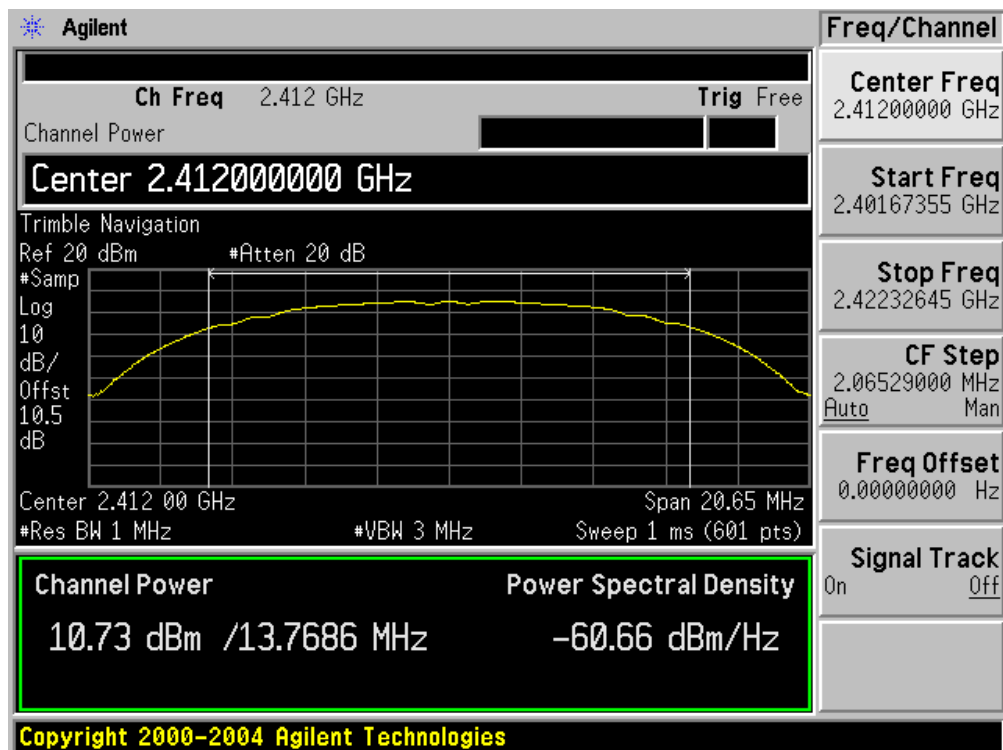 Agilent
Freq/Channel
Ch Freq 2.412 GHz Trig Free
Channel Power
Center 2.412000000 GHz
Trimble Navigation
Ref 20 dBm #Atten 20 dB
#Samp
Log
10
dB/
Offst
10.5
dB
Center 2.412 00 GHz Span 20.65 MHz
#Res BW 1 MHz #VBW 3 MHz Sweep 1 ms (601 pts)
Channel Power Power Spectral Density
10.73 dBm /13.7686 MHz -60.66 dBm/Hz
Copyright 2000-2004 Agilent Technologies
Center Freq
2.41200000 GHz
Start Freq
2.40167355 GHz
Stop Freq
2.42232645 GHz
CF Step
2.06529000 MHz
Auto Man
Freq Offset
0.00000000 Hz
Signal Track
On Off